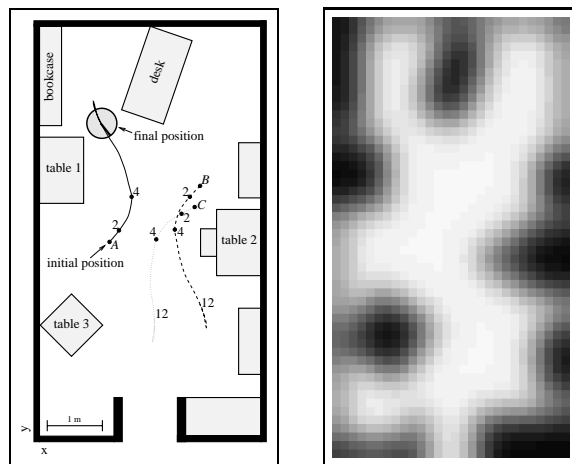 bookcase
desk
final position
table 1
4
2
B
2
C
2
A
4
4
table 2
initial position
12
12
table 3
1 m
y
x